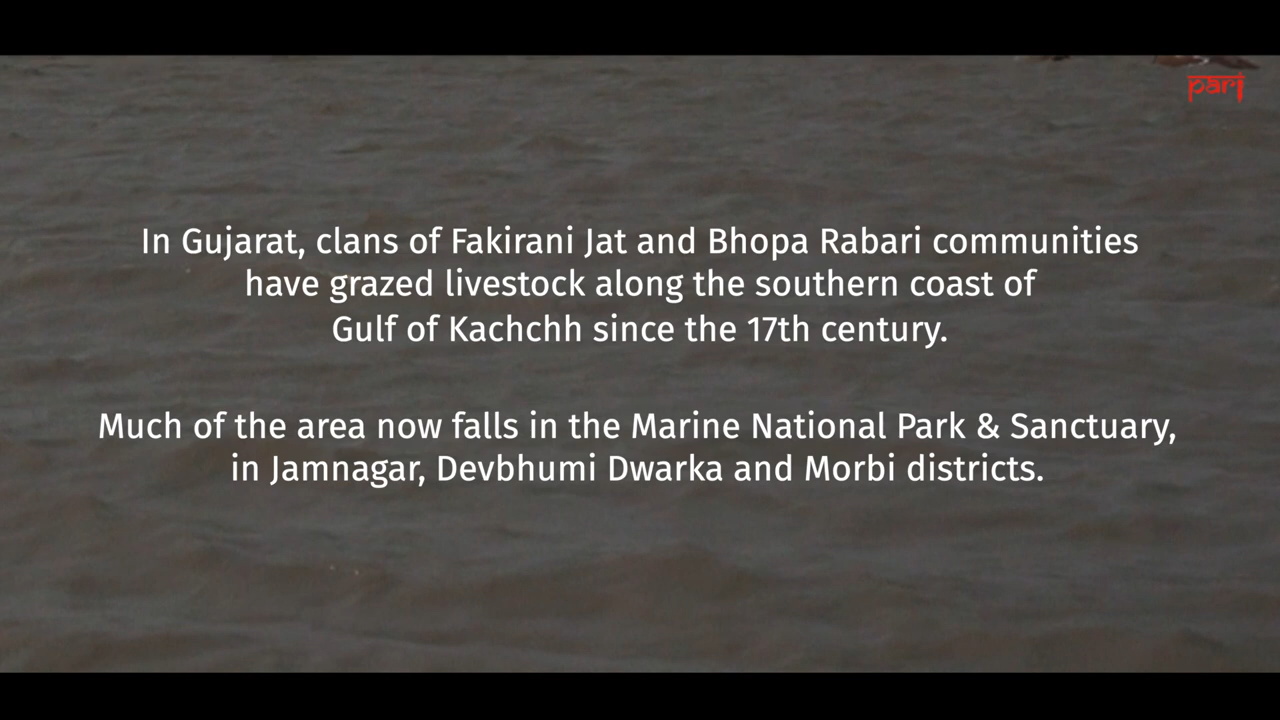 pari
In Gujarat, clans of Fakirani Jat and Bhopa Rabari communities
have grazed livestock along the southern coast of
Gulf of Kachchh since the 17th century.
Much of the area now falls in the Marine National Park & Sanctuary,
in Jamnagar, Devbhumi Dwarka and Morbi districts.